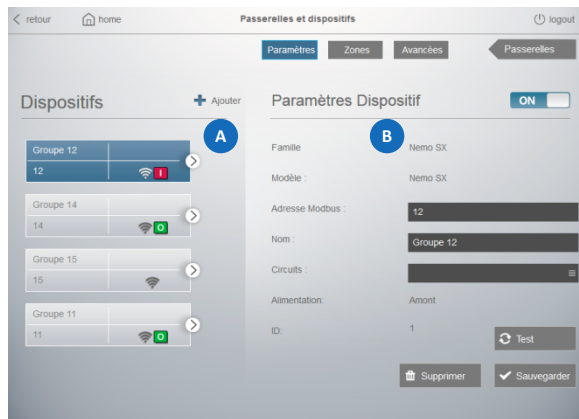 retour home Passerelles et dispositifs logout
Paramètres Zones Avancées Passerelles
Dispositifs Ajouter
A
Groupe 12
12 I
Groupe 14
14 O
Groupe 15
15
Groupe 11
11 O
Paramètres Dispositif ON
B
Famille Nemo SX
Modèle : Nemo SX
Adresse Modbus : 12
Nom : Groupe 12
Circuits :
Alimentation: Amont
ID: 1
Test
Supprimer Sauvegarder